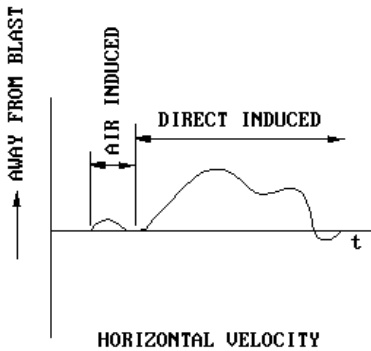 AWAY FROM BLAST
AIR INDUCED
DIRECT INDUCED
t
HORIZONTAL VELOCITY